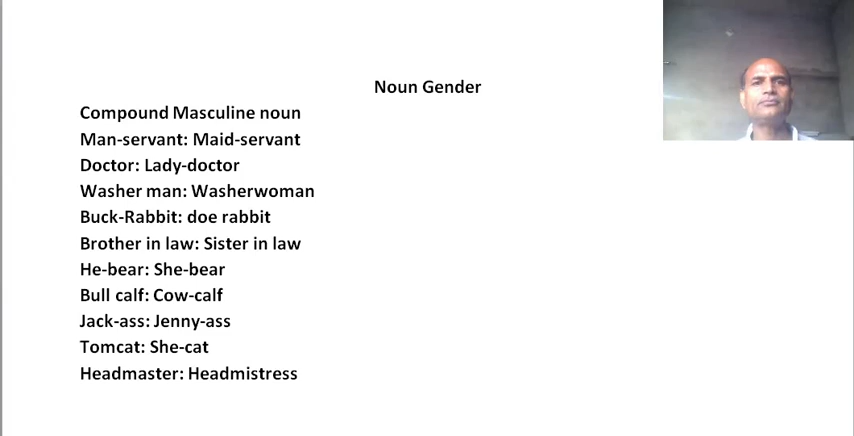 Noun Gender
Compound Masculine noun
Man-servant: Maid-servant
Doctor: Lady-doctor
Washer man: Washerwoman
Buck-Rabbit: doe rabbit
Brother in law: Sister in law
He-bear: She-bear
Bull calf: Cow-calf
Jack-ass: Jenny-ass
Tomcat: She-cat
Headmaster: Headmistress